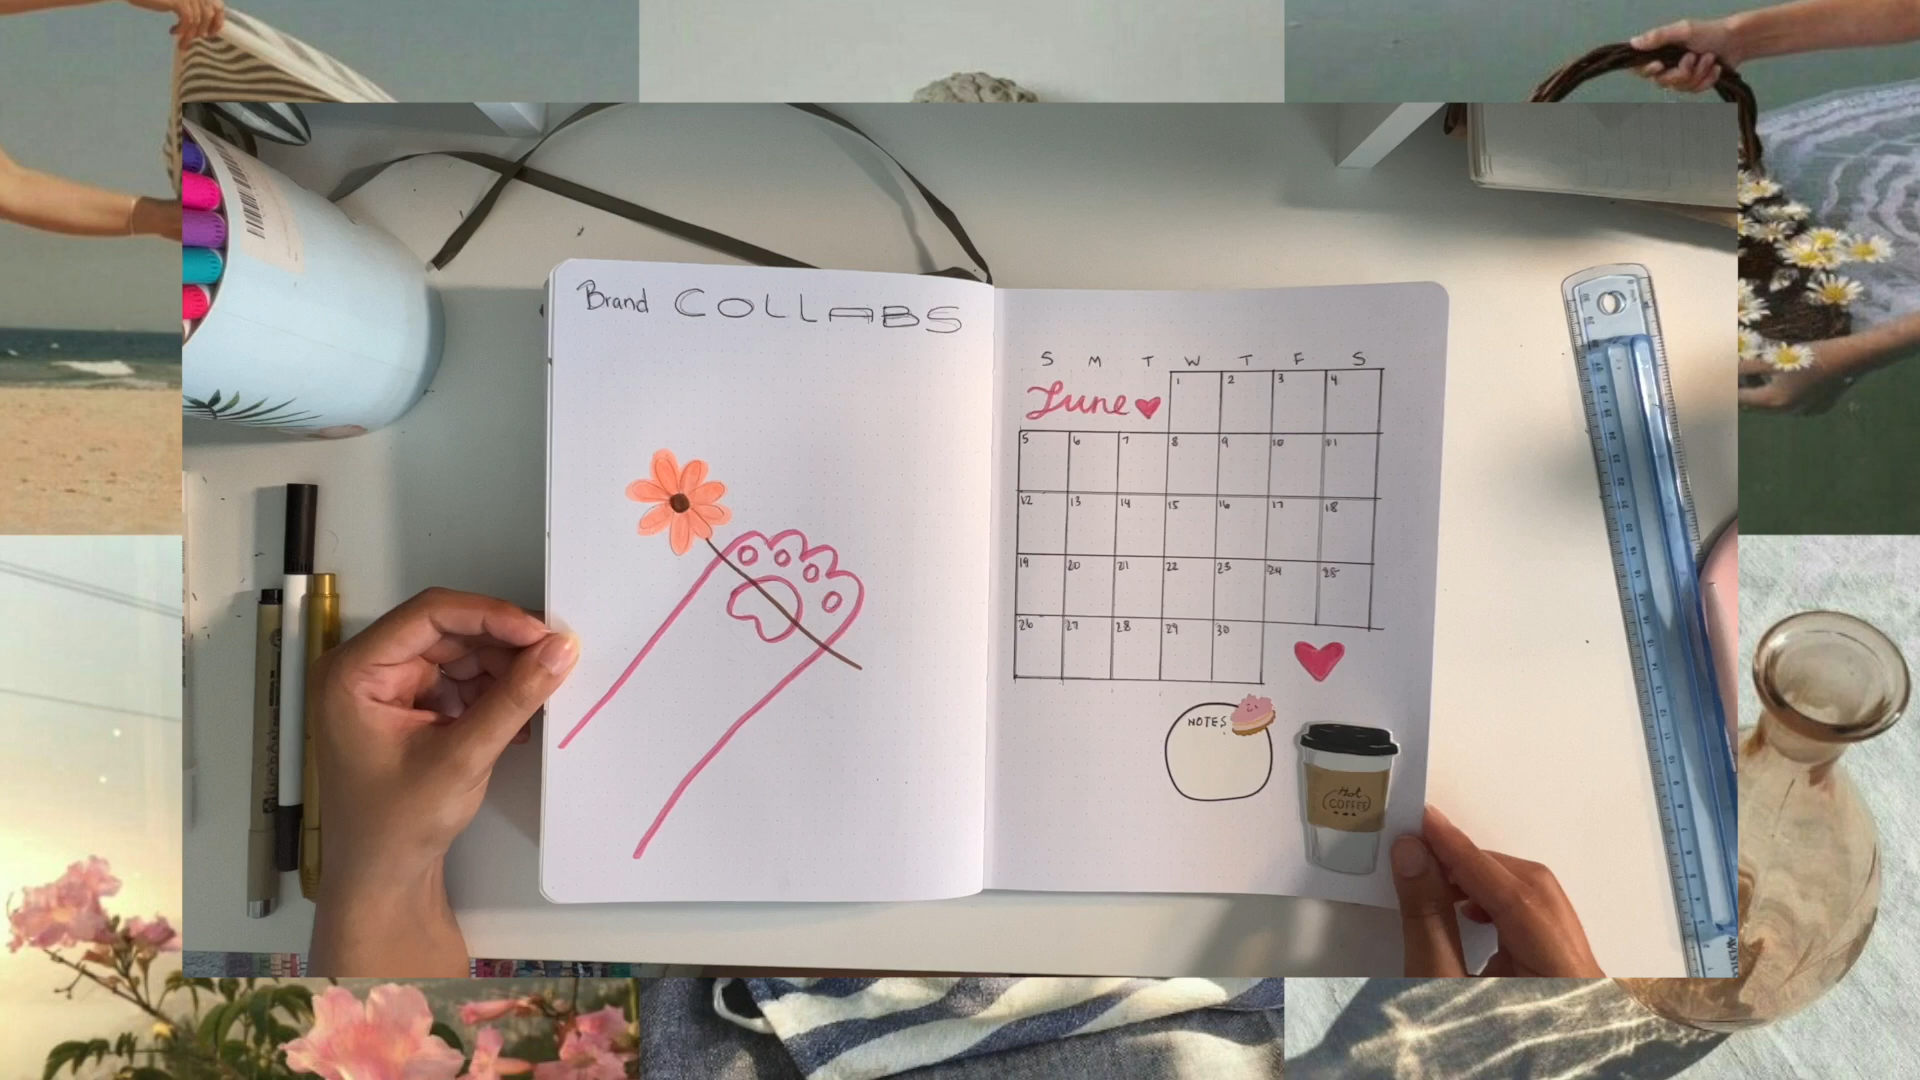 Brand COLLABS
S M T W T F S
June
1 2 3 4
5 6 7 8 9 10 11
12 13 14 15 16 17 18
19 20 21 22 23 24 25
26 27 28 29 30
NOTES
Hot
COFFEE